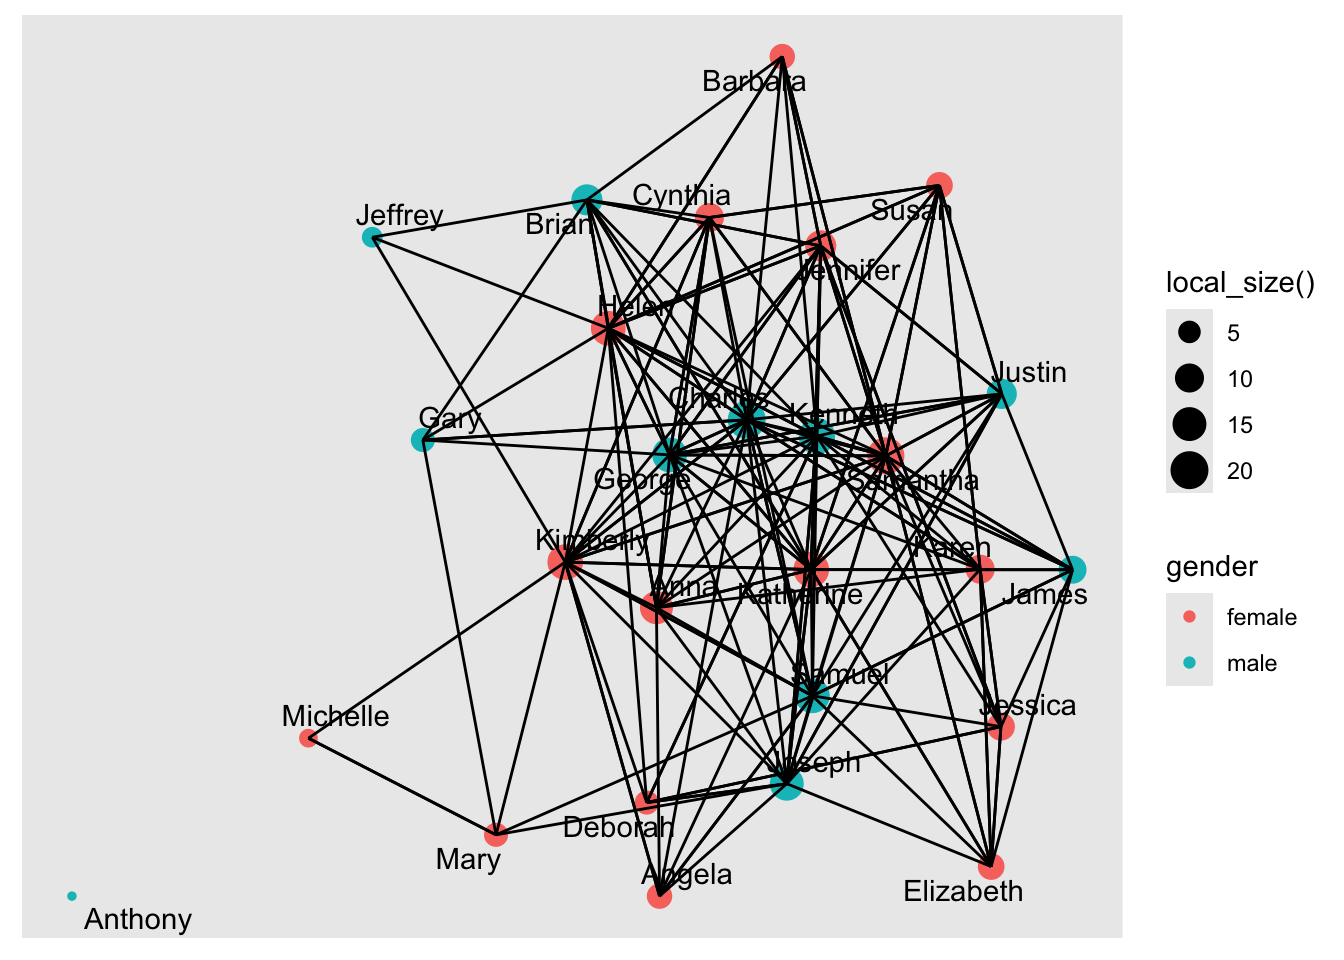 Barbara
Cynthia
Susan
Jeffrey
Brian
Jennifer
Helen
Justin
Charles
Kenneth
Gary
George
Samantha
Kimberly
Karen
Anna
Katherine
James
Samuel
Jessica
Michelle
Joseph
Deborah
Mary
Angela
Elizabeth
Anthony
local_size()
5
10
15
20
gender
female
male